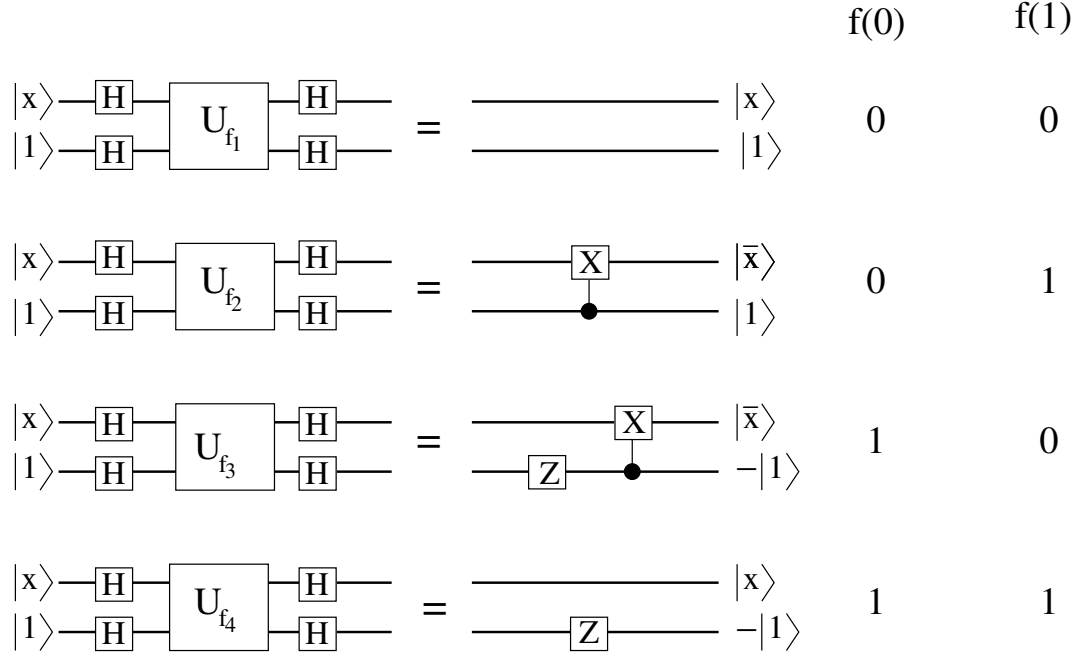 f(0) f(1)
|x⟩ H U_f₁ H = |x⟩ 0 0
|1⟩ H H |1⟩
|x⟩ H U_f₂ H = X |x̄⟩ 0 1
|1⟩ H H |1⟩
|x⟩ H U_f₃ H = X |x̄⟩ 1 0
|1⟩ H H Z −|1⟩
|x⟩ H U_f₄ H = |x⟩ 1 1
|1⟩ H H Z −|1⟩